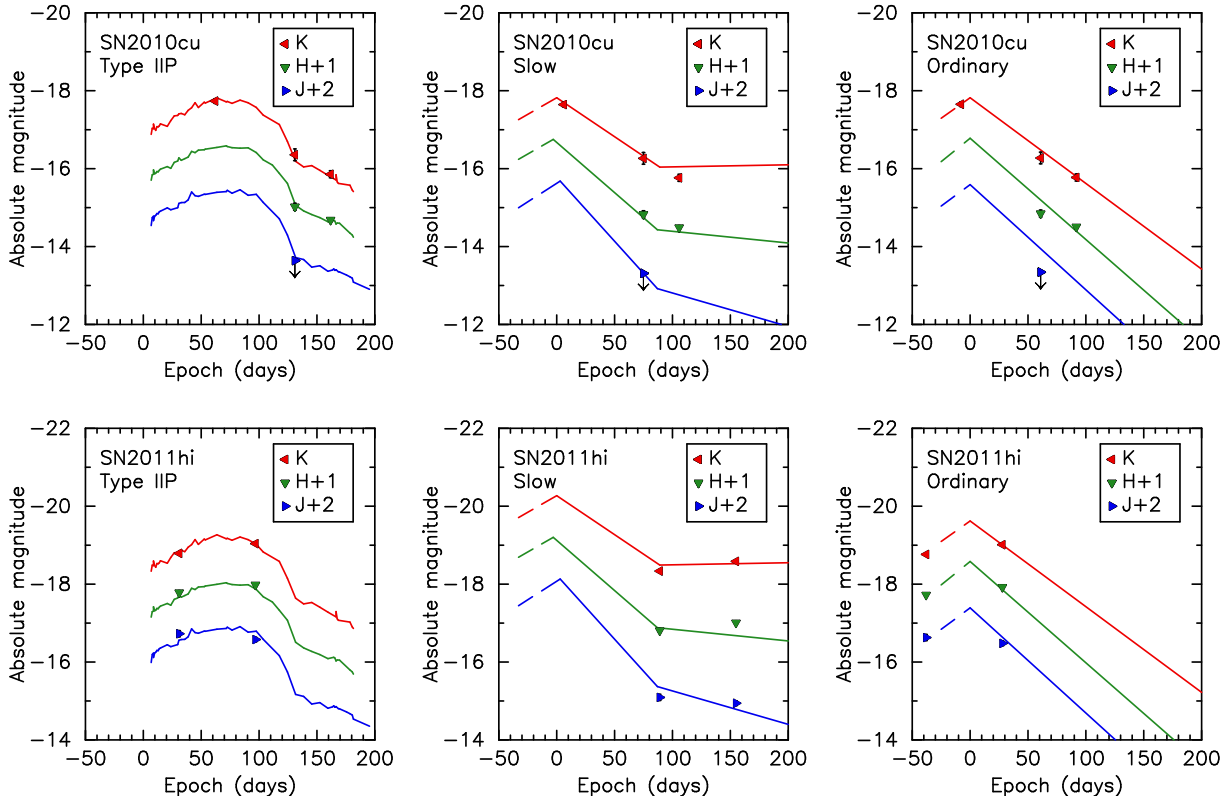 SN2010cu
Type IIP
K
H+1
J+2
Absolute magnitude
−20
−18
−16
−14
−12
−50 0 50 100 150 200
Epoch (days)
SN2010cu
Slow
K
H+1
J+2
Absolute magnitude
−20
−18
−16
−14
−12
−50 0 50 100 150 200
Epoch (days)
SN2010cu
Ordinary
K
H+1
J+2
Absolute magnitude
−20
−18
−16
−14
−12
−50 0 50 100 150 200
Epoch (days)
SN2011hi
Type IIP
K
H+1
J+2
Absolute magnitude
−22
−20
−18
−16
−14
−50 0 50 100 150 200
Epoch (days)
SN2011hi
Slow
K
H+1
J+2
Absolute magnitude
−22
−20
−18
−16
−14
−50 0 50 100 150 200
Epoch (days)
SN2011hi
Ordinary
K
H+1
J+2
Absolute magnitude
−22
−20
−18
−16
−14
−50 0 50 100 150 200
Epoch (days)